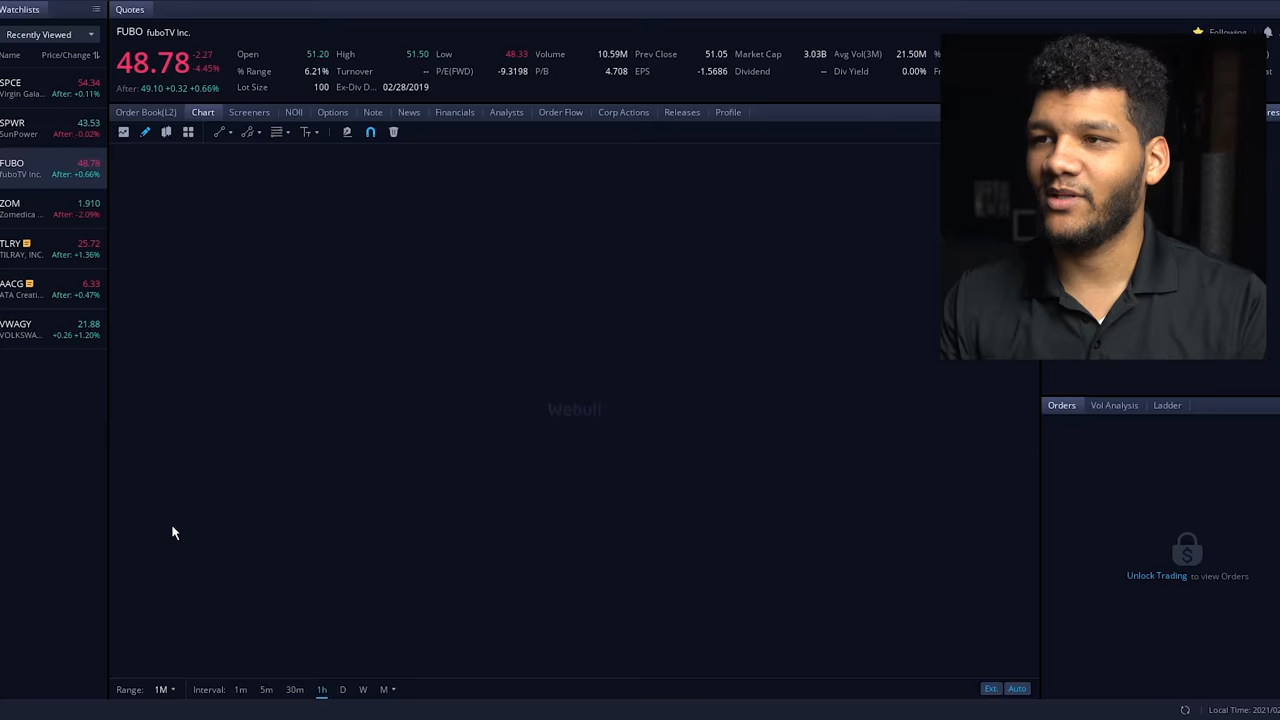 Watchlists
Quotes
Recently Viewed
Name Price/Change
SPCE 54.34
Virgin Gala... After: +0.11%
SPWR 43.53
SunPower After: -0.02%
FUBO 48.78
fuboTV Inc. After: +0.66%
ZOM 1.910
Zomedica ... After: -2.09%
TLRY 25.72
TILRAY, INC. After: +1.36%
AACG 6.33
ATA Creati... After: +0.47%
VWAGY 21.88
VOLKSWA... +0.26 +1.20%
FUBO fuboTV Inc.
Following
48.78 -2.27
-4.45%
After: 49.10 +0.32 +0.66%
Open 51.20 High 51.50 Low 48.33 Volume 10.59M Prev Close 51.05 Market Cap 3.03B Avg Vol(3M) 21.50M %
% Range 6.21% Turnover -- P/E(FWD) -9.3198 P/B 4.708 EPS -1.5686 Dividend -- Div Yield 0.00%
Lot Size 100 Ex-Div D... 02/28/2019
Order Book(L2) Chart Screeners NOII Options Note News Financials Analysts Order Flow Corp Actions Releases Profile
Webull
Orders Vol Analysis Ladder
Unlock Trading to view Orders
Range: 1M Interval: 1m 5m 30m 1h D W M
Ext. Auto
Local Time: 2021/02